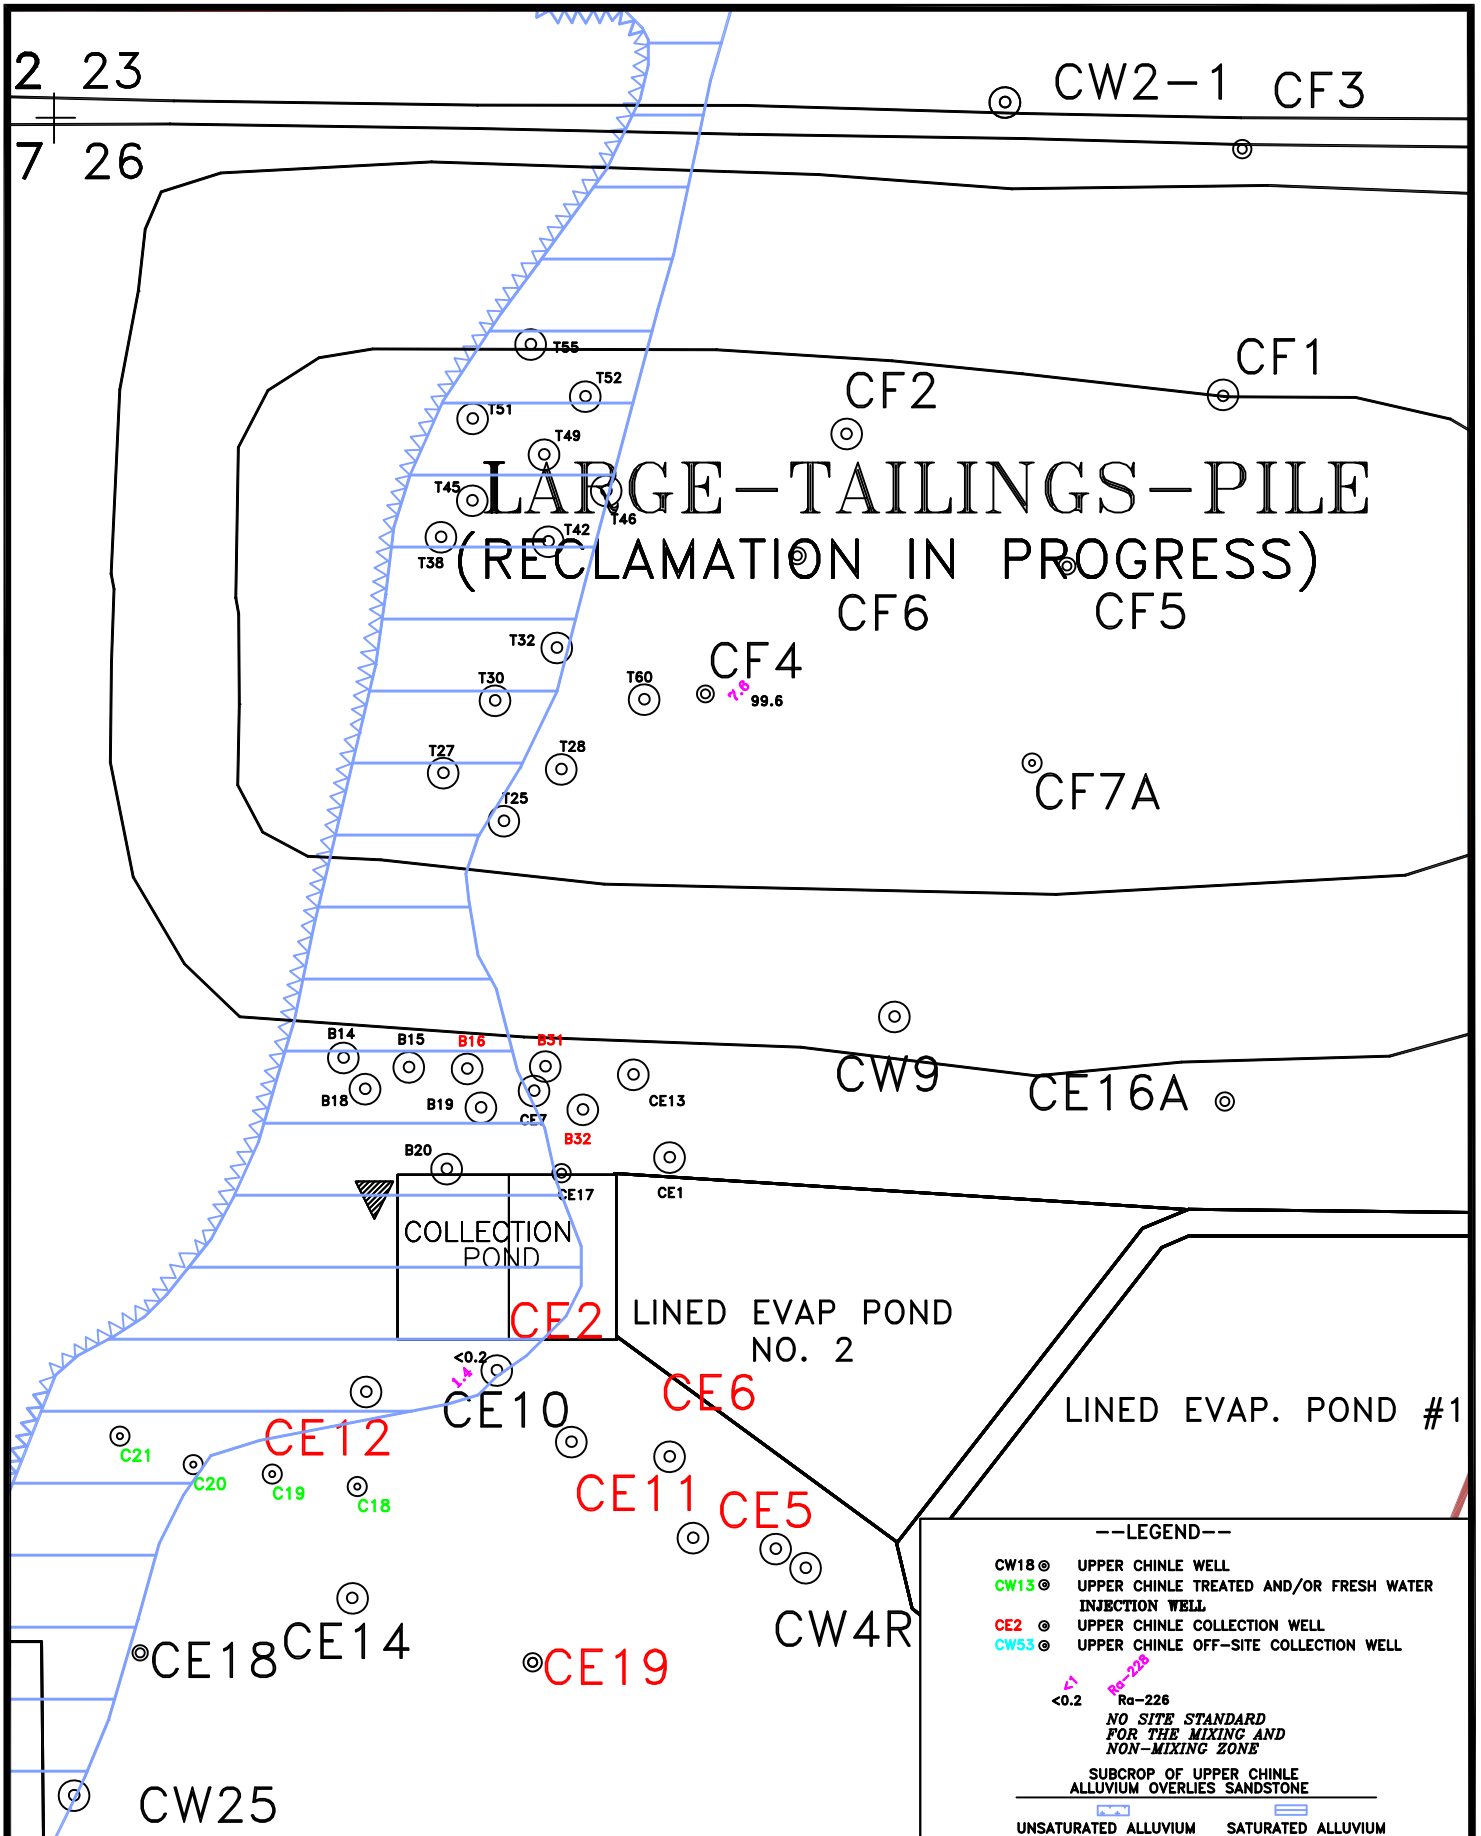 2 23
7 26
CW2-1
CF3
T55
T52
T51
T49
CF2
CF1
LARGE-TAILINGS-PILE
T45
T46
T42
T38
(RECLAMATION IN PROGRESS)
CF6
CF5
T32
CF4
T30
T60
7.6
99.6
T27
T28
CF7A
T25
B14
B15
B16
B31
CW9
B18
B19
CE7
CE13
CE16A
B32
B20
CE17
CE1
COLLECTION
POND
CE2
LINED EVAP POND
NO. 2
<0.2
1.4
CE10
CE6
LINED EVAP. POND #1
CE12
C21
C20
C19
C18
CE11
CE5
CE14
CE18
CE19
CW4R
CW25
--LEGEND--
CW18 UPPER CHINLE WELL
CW13 UPPER CHINLE TREATED AND/OR FRESH WATER
INJECTION WELL
CE2 UPPER CHINLE COLLECTION WELL
CW53 UPPER CHINLE OFF-SITE COLLECTION WELL
<1 Ra-228
<0.2 Ra-226
NO SITE STANDARD
FOR THE MIXING AND
NON-MIXING ZONE
SUBCROP OF UPPER CHINLE
ALLUVIUM OVERLIES SANDSTONE
UNSATURATED ALLUVIUM SATURATED ALLUVIUM